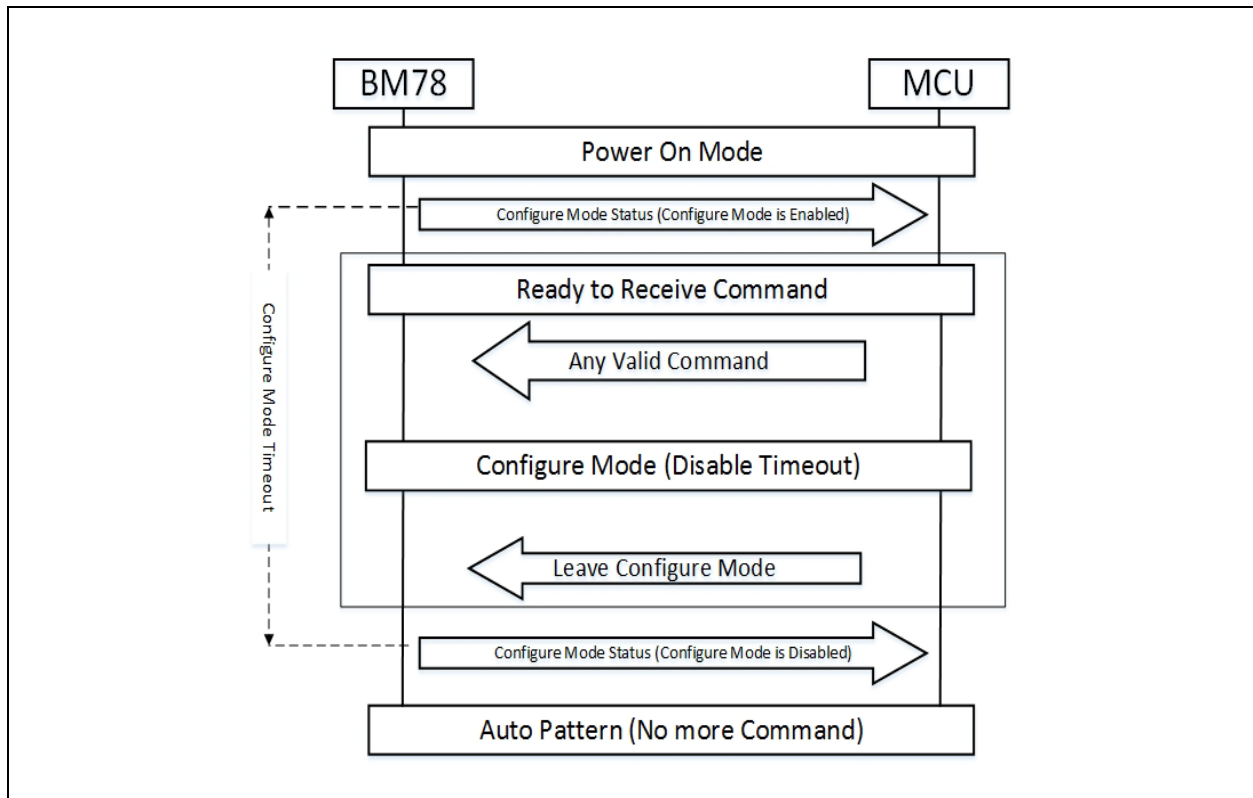 BM78
MCU
Power On Mode
Configure Mode Status (Configure Mode is Enabled)
Ready to Receive Command
Any Valid Command
Configure Mode Timeout
Configure Mode (Disable Timeout)
Leave Configure Mode
Configure Mode Status (Configure Mode is Disabled)
Auto Pattern (No more Command)